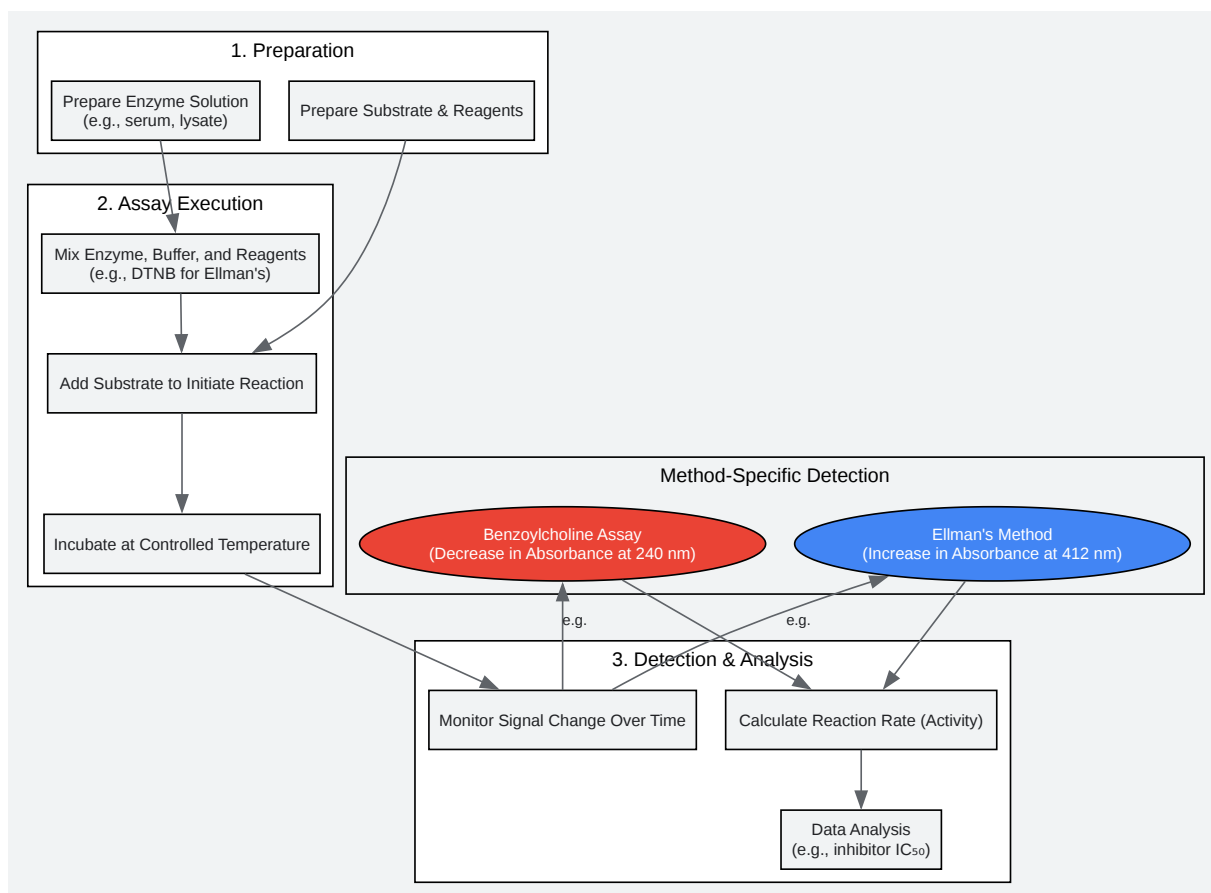 1. Preparation
Prepare Enzyme Solution
(e.g., serum, lysate)
Prepare Substrate & Reagents
2. Assay Execution
Mix Enzyme, Buffer, and Reagents
(e.g., DTNB for Ellman's)
Add Substrate to Initiate Reaction
Incubate at Controlled Temperature
Method-Specific Detection
Benzoylcholine Assay
(Decrease in Absorbance at 240 nm)
Ellman's Method
(Increase in Absorbance at 412 nm)
e.g.
e.g.
3. Detection & Analysis
Monitor Signal Change Over Time
Calculate Reaction Rate (Activity)
Data Analysis
(e.g., inhibitor IC₅₀)